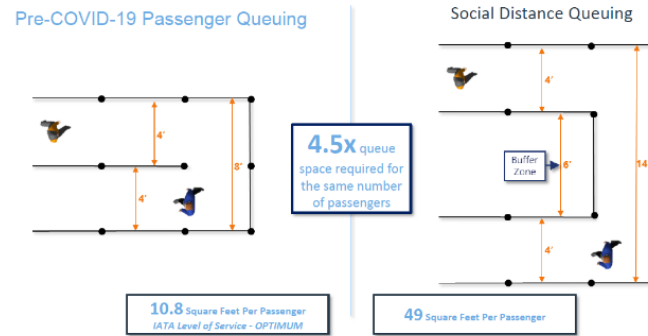 Pre-COVID-19 Passenger Queuing
4'
8'
4'
10.8 Square Feet Per Passenger
IATA Level of Service - OPTIMUM
4.5x queue
space required for
the same number
of passengers
Social Distance Queuing
4'
14'
Buffer
Zone
6'
4'
49 Square Feet Per Passenger